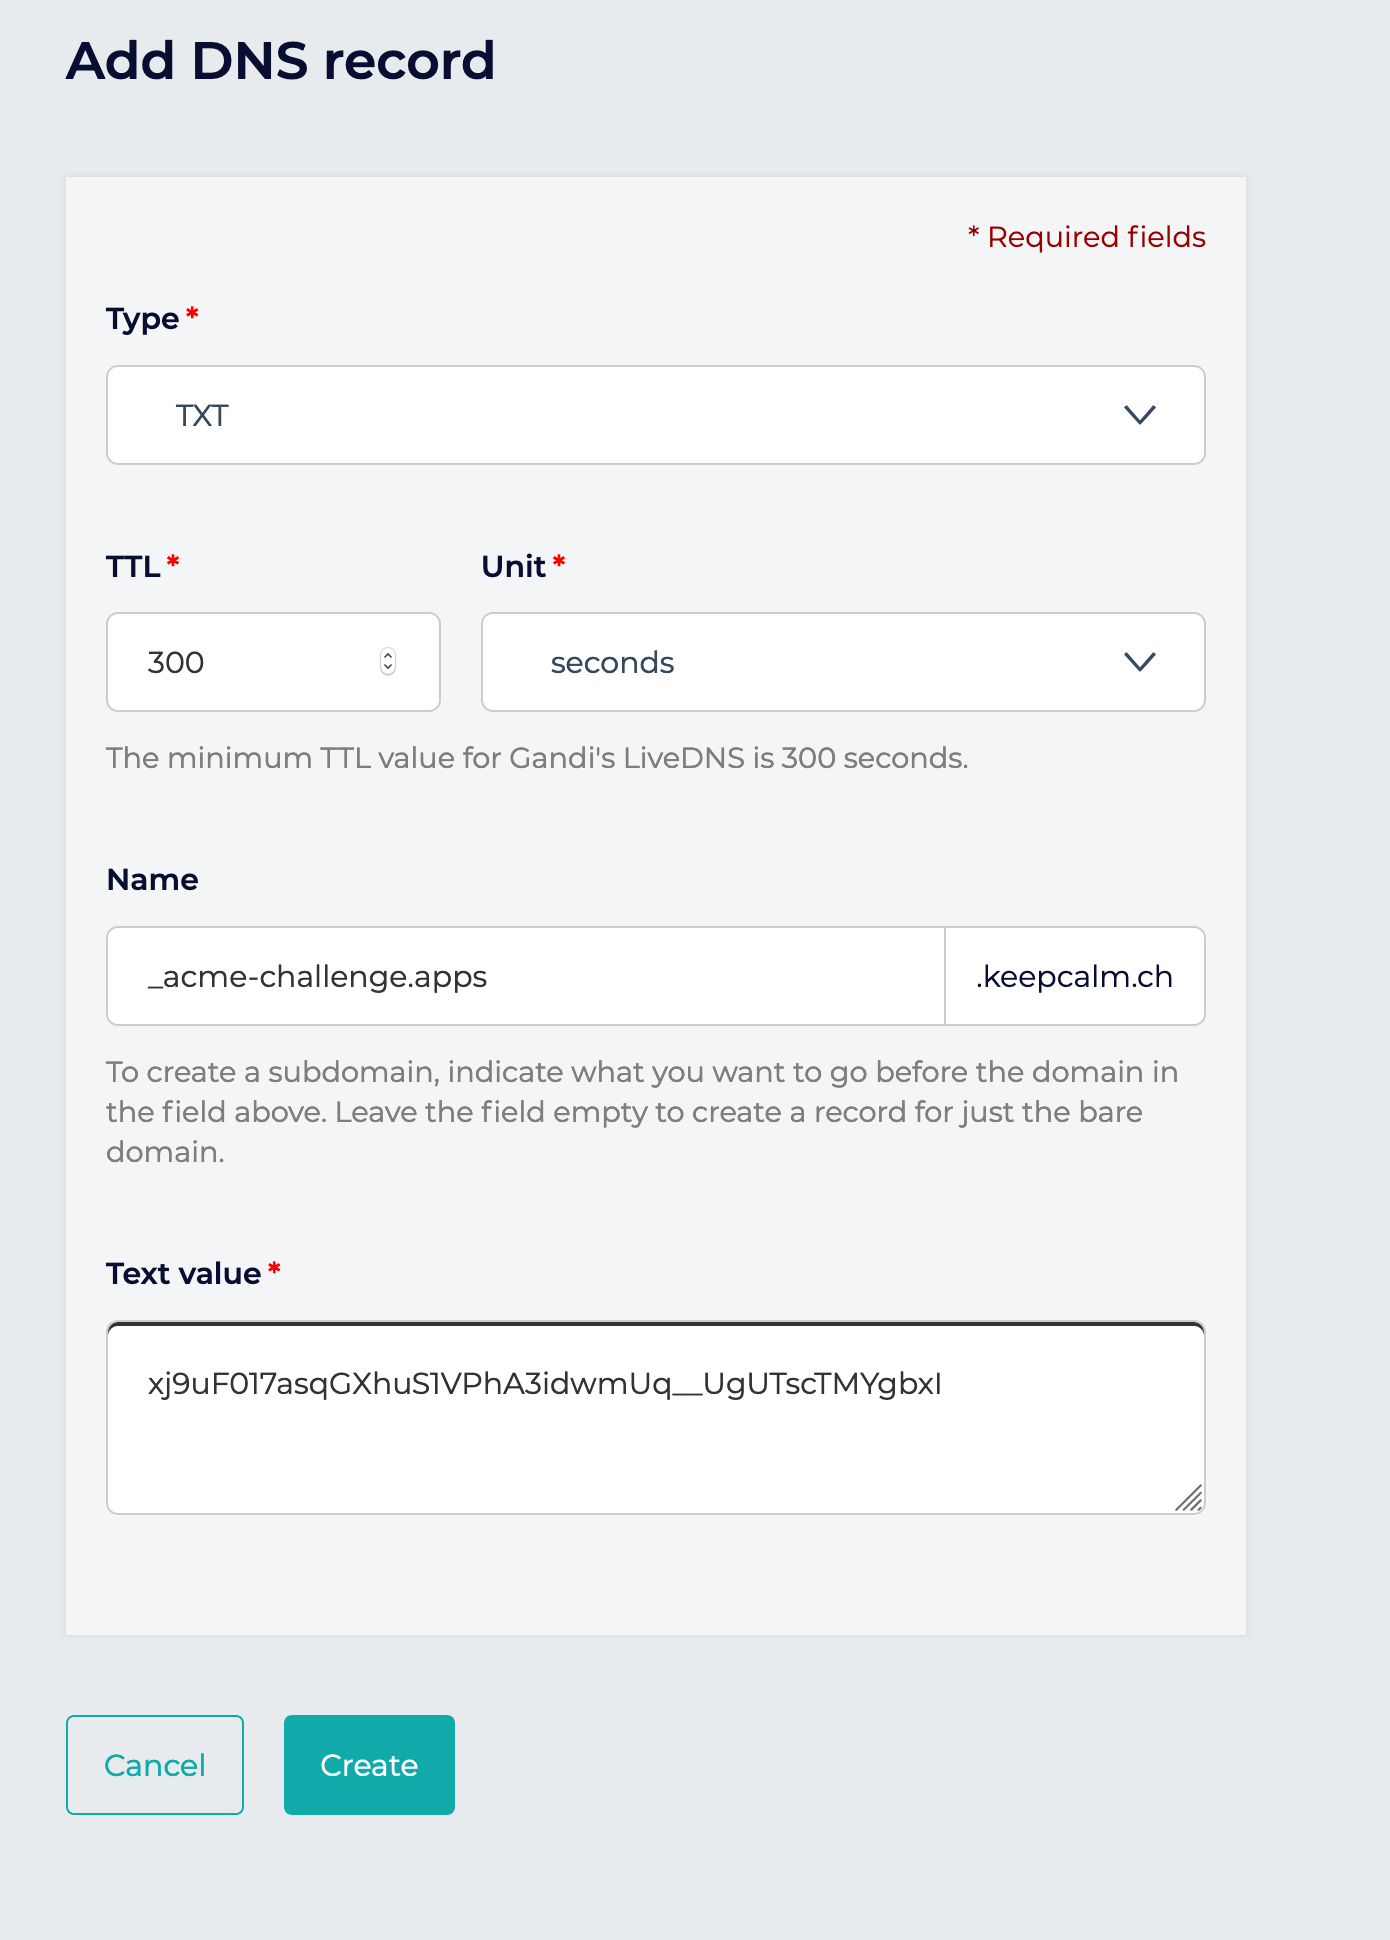 Add DNS record
* Required fields
Type *
TXT
TTL * Unit *
300 seconds
The minimum TTL value for Gandi's LiveDNS is 300 seconds.
Name
_acme-challenge.apps .keepcalm.ch
To create a subdomain, indicate what you want to go before the domain in
the field above. Leave the field empty to create a record for just the bare
domain.
Text value *
xj9uF017asqGXhuS1VPhA3idwmUq__UgUTscTMYgbxI
Cancel Create